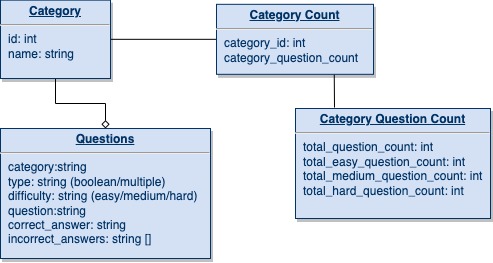 Category
id: int
name: string
Category Count
category_id: int
category_question_count
Category Question Count
total_question_count: int
total_easy_question_count: int
total_medium_question_count: int
total_hard_question_count: int
Questions
category:string
type: string (boolean/multiple)
difficulty: string (easy/medium/hard)
question:string
correct_answer: string
incorrect_answers: string []